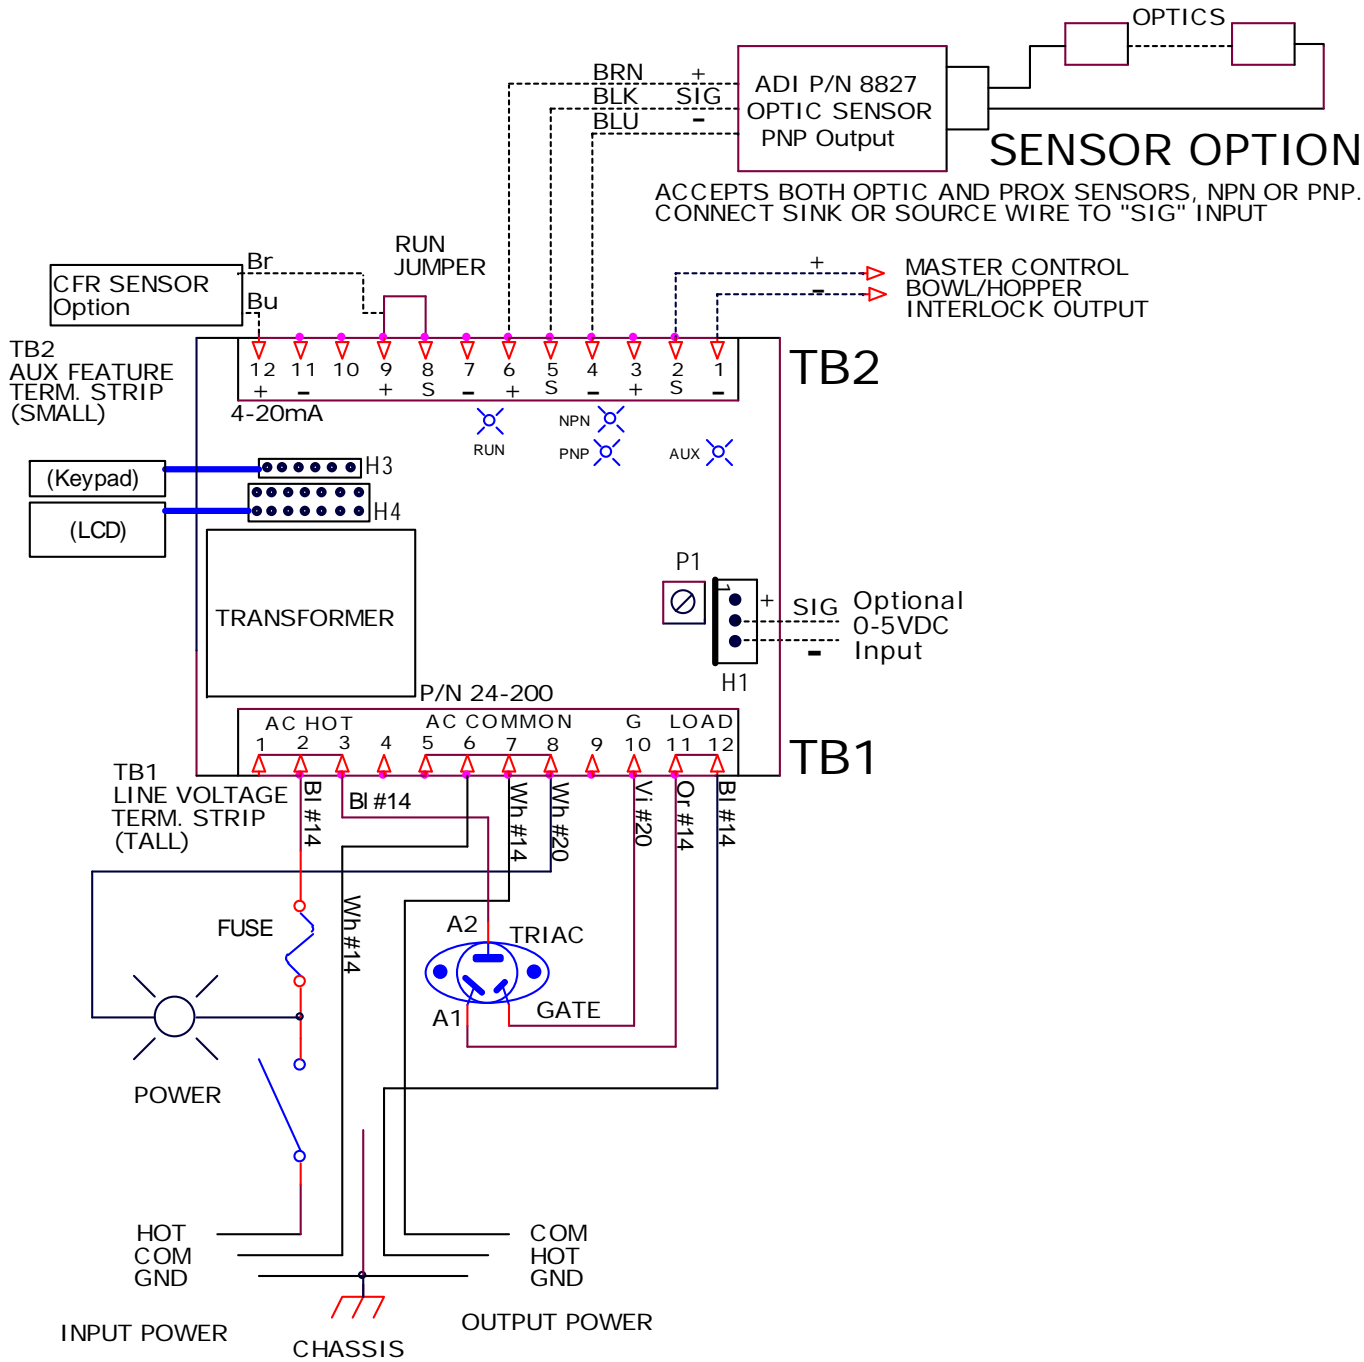 OPTICS
BRN +
BLK SIG
BLU -
ADI P/N 8827
OPTIC SENSOR
PNP Output
SENSOR OPTION
ACCEPTS BOTH OPTIC AND PROX SENSORS, NPN OR PNP.
CONNECT SINK OR SOURCE WIRE TO "SIG" INPUT
RUN
JUMPER
CFR SENSOR
Option
Br
Bu
+ MASTER CONTROL
- BOWL/HOPPER
INTERLOCK OUTPUT
TB2
AUX FEATURE
TERM. STRIP
(SMALL)
12 11 10 9 8 7 6 5 4 3 2 1
+ - + S - + S - + S -
TB2
4-20mA
RUN
NPN
PNP
AUX
(Keypad)
H3
(LCD)
H4
TRANSFORMER
P1
1
+
SIG
-
Optional
0-5VDC
Input
H1
P/N 24-200
AC HOT AC COMMON G LOAD
1 2 3 4 5 6 7 8 9 10 11 12
TB1
TB1
LINE VOLTAGE
TERM. STRIP
(TALL)
Bl #14
Bl #14
Wh #14
Wh #20
Vi #20
Or #14
Bl #14
Wh #14
FUSE
A2
TRIAC
A1
GATE
POWER
HOT
COM
GND
COM
HOT
GND
INPUT POWER
OUTPUT POWER
CHASSIS